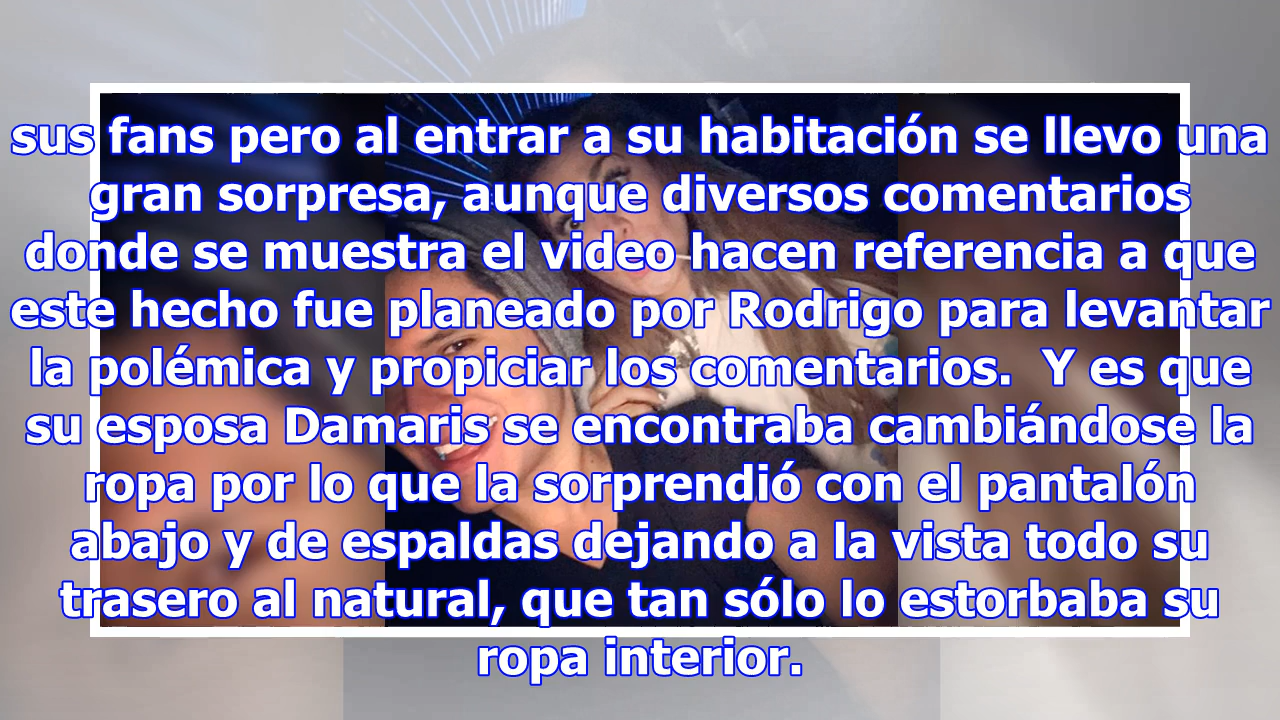 sus fans pero al entrar a su habitación se llevo una
gran sorpresa, aunque diversos comentarios
donde se muestra el video hacen referencia a que
este hecho fue planeado por Rodrigo para levantar
la polémica y propiciar los comentarios.  Y es que
su esposa Damaris se encontraba cambiándose la
ropa por lo que la sorprendió con el pantalón
abajo y de espaldas dejando a la vista todo su
trasero al natural, que tan sólo lo estorbaba su
ropa interior.